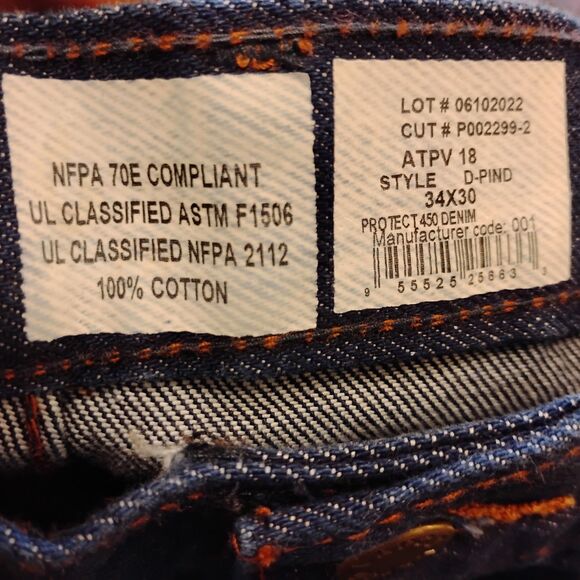 NFPA 70E COMPLIANT
UL CLASSIFIED ASTM F1506
UL CLASSIFIED NFPA 2112
100% COTTON
LOT # 06102022
CUT # P002299-2
ATPV 18
STYLE D-PIND
34X30
PROTECT 450 DENIM
Manufacturer code: 001
9 55525 25663 3